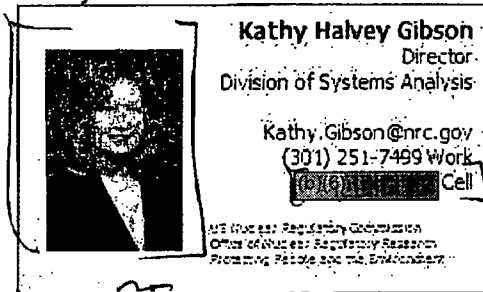 Kathy Halvey Gibson
Director
Division of Systems Analysis
Kathy.Gibson@nrc.gov
(301) 251-7499 Work
(b)(6) Cell
US Nuclear Regulatory Commission
Office of Nuclear Regulatory Research
Protecting People and the Environment